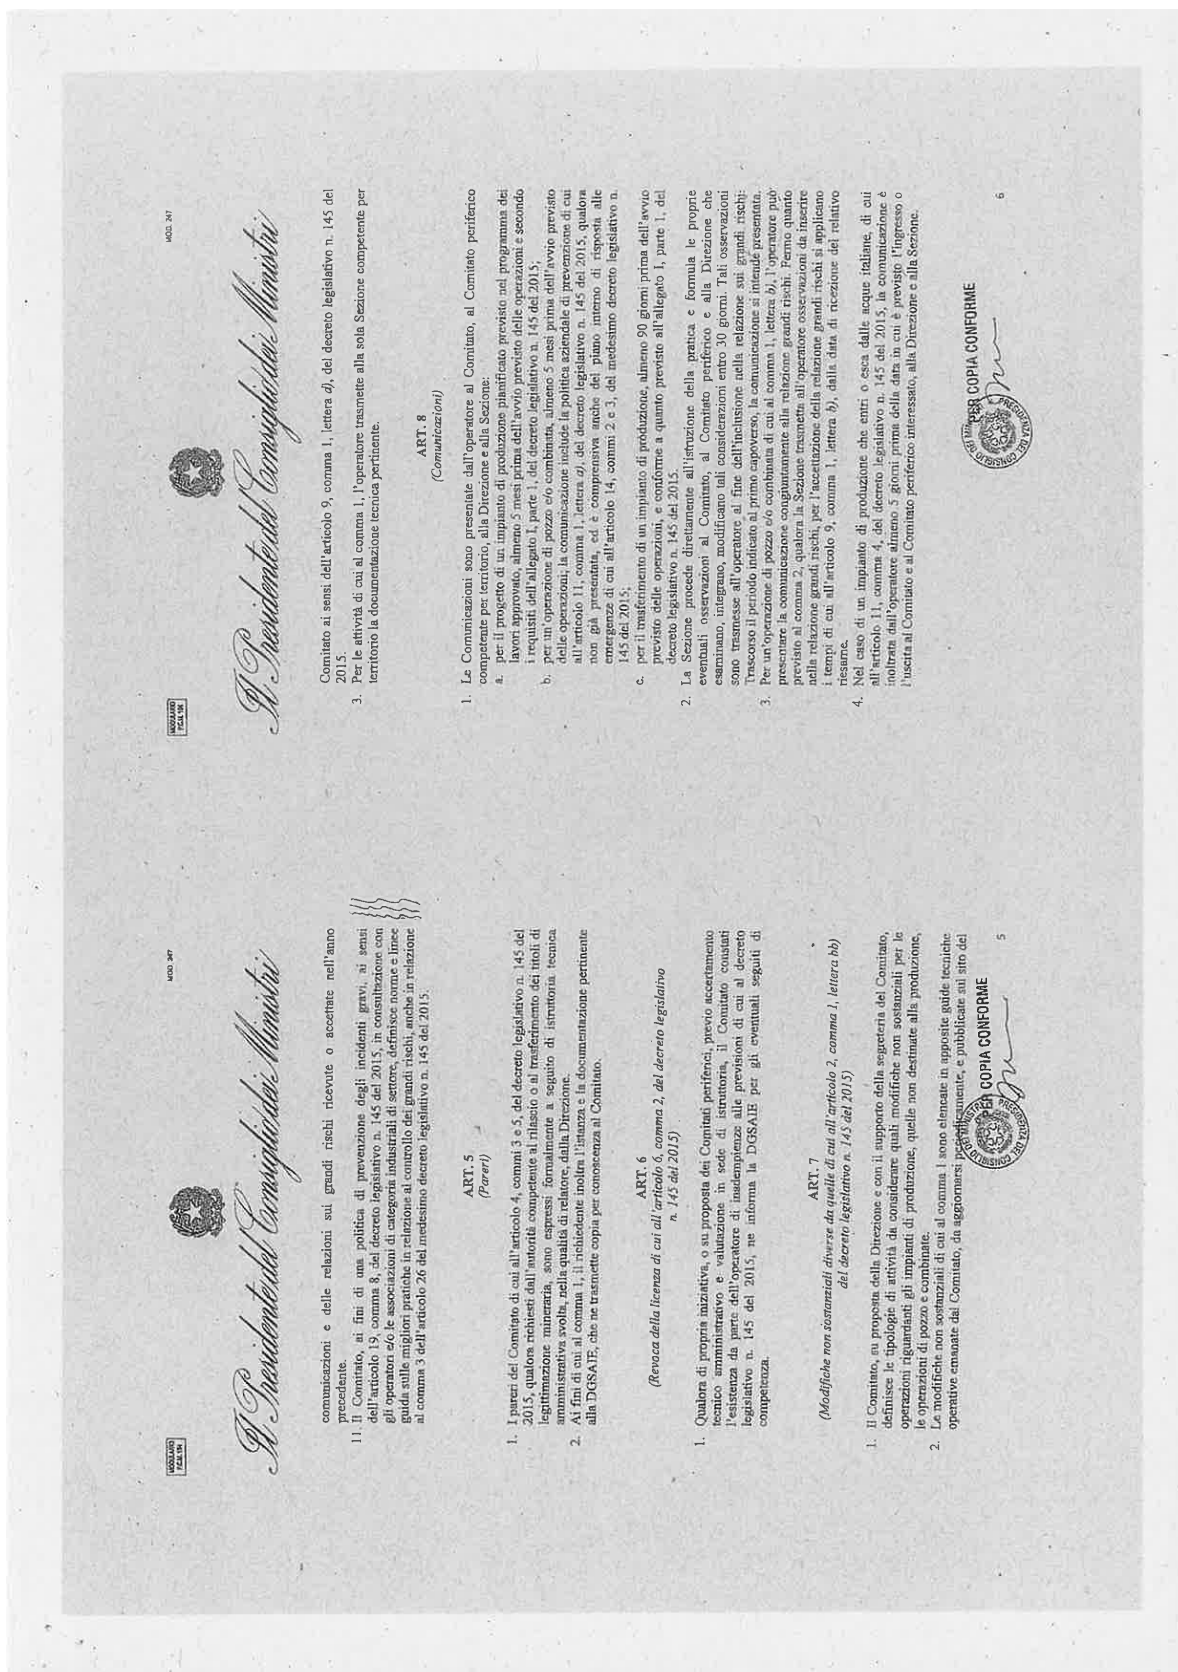 MODULARIO
P.C.M. 194
MOD. 247
Il Presidente del Consiglio dei Ministri
comunicazioni e delle relazioni sui grandi rischi ricevute o accettate nell'anno
precedente.
11. Il Comitato, ai fini di una politica di prevenzione degli incidenti gravi, ai sensi
dell'articolo 19, comma 8, del decreto legislativo n. 145 del 2015, in consultazione con
gli operatori e/o le associazioni di categoria industriali di settore, definisce norme e linee
guida sulle migliori pratiche in relazione al controllo dei grandi rischi, anche in relazione
al comma 3 dell'articolo 26 del medesimo decreto legislativo n. 145 del 2015.
ART. 5
(Pareri)
1. I pareri del Comitato di cui all'articolo 4, commi 3 e 5, del decreto legislativo n. 145 del
2015, qualora richiesti dall'autorità competente al rilascio o al trasferimento dei titoli di
legittimazione mineraria, sono espressi formalmente a seguito di istruttoria tecnica
amministrativa svolta, nella qualità di relatore, dalla Direzione.
2. Ai fini di cui al comma 1, il richiedente inoltra l'istanza e la documentazione pertinente
alla DGSAIE, che ne trasmette copia per conoscenza al Comitato.
ART. 6
(Revoca della licenza di cui all'articolo 6, comma 2, del decreto legislativo
n. 145 del 2015)
1. Qualora di propria iniziativa, o su proposta dei Comitati periferici, previo accertamento
tecnico amministrativo e valutazione in sede di istruttoria, il Comitato constati
l'esistenza da parte dell'operatore di inadempienze alle previsioni di cui al decreto
legislativo n. 145 del 2015, ne informa la DGSAIE per gli eventuali seguiti di
competenza.
ART. 7
(Modifiche non sostanziali diverse da quelle di cui all'articolo 2, comma 1, lettera bb)
del decreto legislativo n. 145 del 2015)
1. Il Comitato, su proposta della Direzione e con il supporto della segreteria del Comitato,
definisce le tipologie di attività da considerare quali modifiche non sostanziali per le
operazioni riguardanti gli impianti di produzione, quelle non destinate alla produzione,
le operazioni di pozzo e combinate.
2. Le modifiche non sostanziali di cui al comma 1 sono elencate in apposite guide tecniche
operative emanate dal Comitato, da aggiornarsi periodicamente, e pubblicate sul sito del
PER COPIA CONFORME
PRESIDENZA DEL CONSIGLIO DEI MINISTRI
5
MODULARIO
P.C.M. 194
MOD. 247
Il Presidente del Consiglio dei Ministri
Comitato ai sensi dell'articolo 9, comma 1, lettera a), del decreto legislativo n. 145 del
2015.
3. Per le attività di cui al comma 1, l'operatore trasmette alla sola Sezione competente per
territorio la documentazione tecnica pertinente.
ART. 8
(Comunicazioni)
1. Le Comunicazioni sono presentate dall'operatore al Comitato, al Comitato periferico
competente per territorio, alla Direzione e alla Sezione:
a. per il progetto di un impianto di produzione pianificato previsto nel programma dei
lavori approvato, almeno 5 mesi prima dell'avvio previsto delle operazioni e secondo
i requisiti dell'allegato I, parte 1, del decreto legislativo n. 145 del 2015;
b. per un'operazione di pozzo e/o combinata, almeno 5 mesi prima dell'avvio previsto
delle operazioni; la comunicazione include la politica aziendale di prevenzione di cui
all'articolo 11, comma 1, lettera a), del decreto legislativo n. 145 del 2015, qualora
non già presentata, ed è comprensiva anche del piano interno di risposta alle
emergenze di cui all'articolo 14, commi 2 e 3, del medesimo decreto legislativo n.
145 del 2015;
c. per il trasferimento di un impianto di produzione, almeno 90 giorni prima dell'avvio
previsto delle operazioni, e conforme a quanto previsto all'allegato I, parte 1, del
decreto legislativo n. 145 del 2015.
2. La Sezione procede direttamente all'istruzione della pratica e formula le proprie
eventuali osservazioni al Comitato, al Comitato periferico e alla Direzione che
esaminano, integrano, modificano tali considerazioni entro 30 giorni. Tali osservazioni
sono trasmesse all'operatore al fine dell'inclusione nella relazione sui grandi rischi.
Trascorso il periodo indicato al primo capoverso, la comunicazione si intende presentata.
3. Per un'operazione di pozzo e/o combinata di cui al comma 1, lettera b), l'operatore può
presentare la comunicazione congiuntamente alla relazione grandi rischi. Fermo quanto
previsto al comma 2, qualora la Sezione trasmetta all'operatore osservazioni da inserire
nella relazione grandi rischi, per l'accettazione della relazione grandi rischi si applicano
i tempi di cui all'articolo 9, comma 1, lettera b), dalla data di ricezione del relativo
riesame.
4. Nel caso di un impianto di produzione che entri o esca dalle acque italiane, di cui
all'articolo 11, comma 4, del decreto legislativo n. 145 del 2015, la comunicazione è
inoltrata dall'operatore almeno 5 giorni prima della data in cui è previsto l'ingresso o
l'uscita al Comitato e al Comitato periferico interessato, alla Direzione e alla Sezione.
PER COPIA CONFORME
PRESIDENZA DEL CONSIGLIO DEI MINISTRI
6